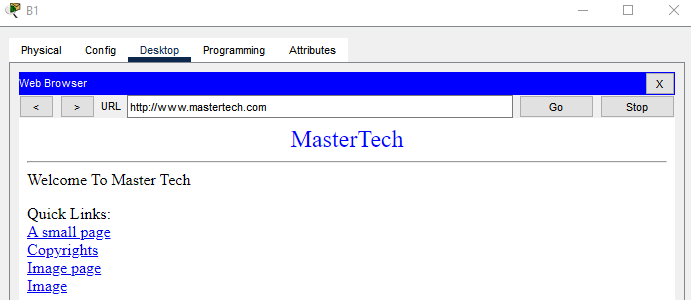 B1
Physical Config Desktop Programming Attributes
Web Browser X
< > URL http://www.mastertech.com Go Stop
MasterTech
Welcome To Master Tech
Quick Links:
A small page
Copyrights
Image page
Image